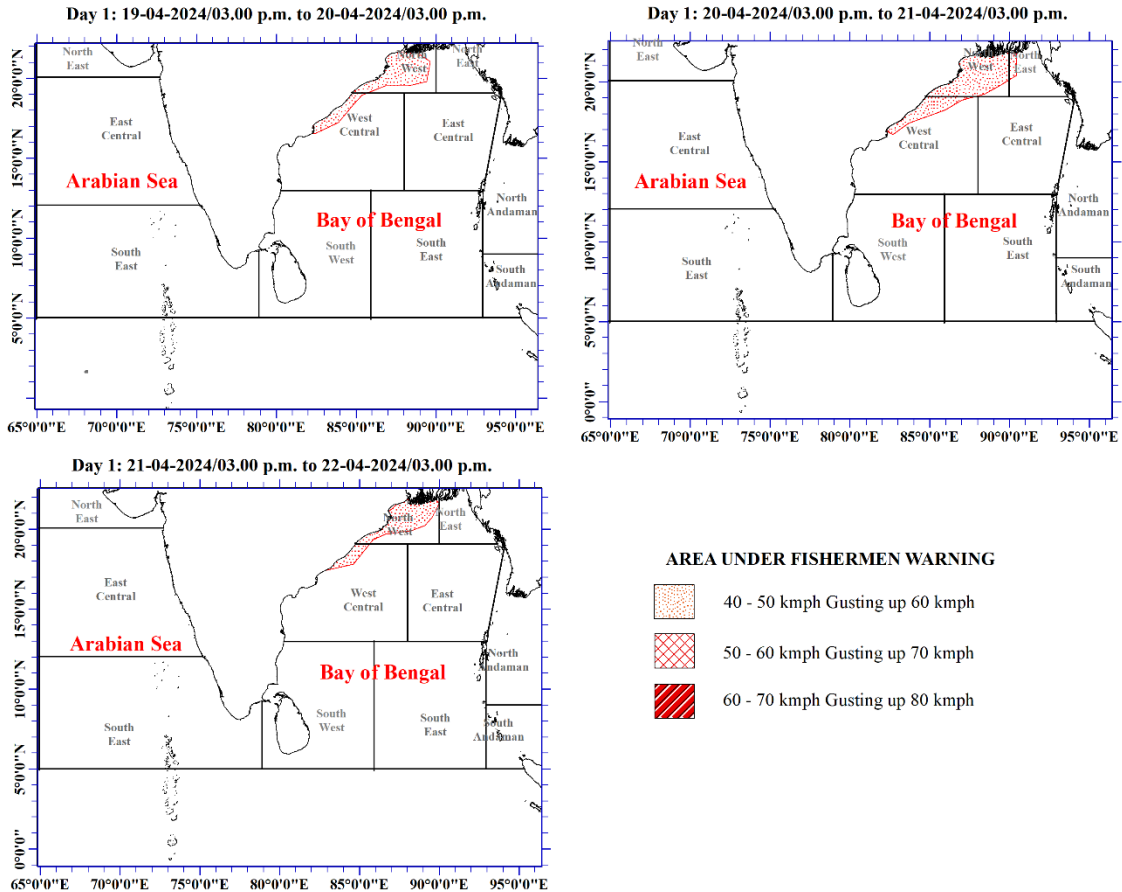 Day 1: 19-04-2024/03.00 p.m. to 20-04-2024/03.00 p.m.
North
East
North
West
North
East
20°0'0"N
East
Central
West
Central
East
Central
15°0'0"N
Arabian Sea
Bay of Bengal
North
Andaman
10°0'0"N
South
East
South
West
South
East
South
Andaman
5°0'0"N
0°0'0"
65°0'0"E 70°0'0"E 75°0'0"E 80°0'0"E 85°0'0"E 90°0'0"E 95°0'0"E
Day 1: 20-04-2024/03.00 p.m. to 21-04-2024/03.00 p.m.
North
East
North
West
North
East
20°0'0"N
East
Central
West
Central
East
Central
15°0'0"N
Arabian Sea
Bay of Bengal
North
Andaman
10°0'0"N
South
East
South
West
South
East
South
Andaman
5°0'0"N
0°0'0"
65°0'0"E 70°0'0"E 75°0'0"E 80°0'0"E 85°0'0"E 90°0'0"E 95°0'0"E
Day 1: 21-04-2024/03.00 p.m. to 22-04-2024/03.00 p.m.
North
East
North
West
North
East
20°0'0"N
East
Central
West
Central
East
Central
15°0'0"N
Arabian Sea
Bay of Bengal
North
Andaman
10°0'0"N
South
East
South
West
South
East
South
Andaman
5°0'0"N
0°0'0"
65°0'0"E 70°0'0"E 75°0'0"E 80°0'0"E 85°0'0"E 90°0'0"E 95°0'0"E
AREA UNDER FISHERMEN WARNING
40 - 50 kmph Gusting up 60 kmph
50 - 60 kmph Gusting up 70 kmph
60 - 70 kmph Gusting up 80 kmph